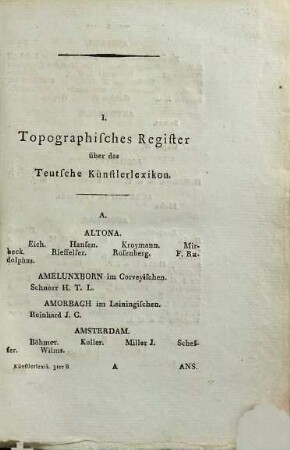 I.
Topographisches Register
über das
Teutsche Künstlerlexikon.
A.
ALTONA.
Eich. Hansen. Kroymann. Mir-
beck. Rieffelser. Rosenberg. F. Ru-
dolphus.
AMELUNXBORN im Corveyischen.
Schnorr H. T. L.
AMORBACH im Leiningischen.
Reinhard J. C.
AMSTERDAM.
Böhmer. Koller. Miller J. Schef-
fer. Wilms.
Künstlerlexik. 3ter B A ANS.